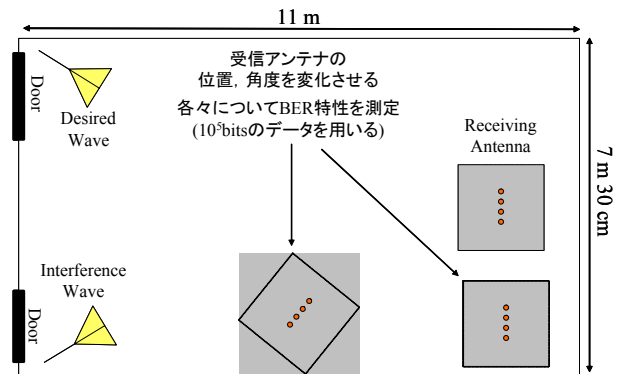 11 m
受信アンテナの
位置, 角度を変化させる
各々についてBER特性を測定
(10⁵bitsのデータを用いる)
Door
Desired
Wave
Receiving
Antenna
7 m 30 cm
Interference
Wave
Door